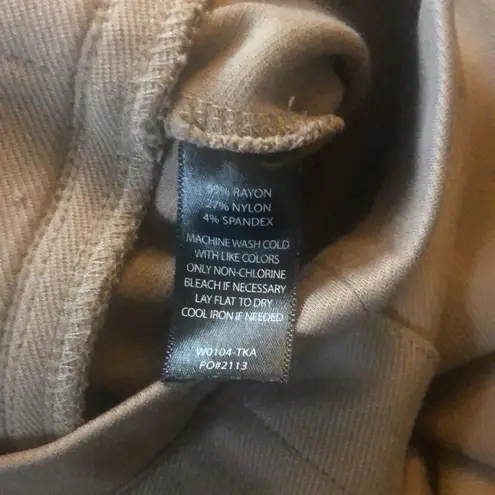 69% RAYON
27% NYLON
4% SPANDEX
MACHINE WASH COLD
WITH LIKE COLORS
ONLY NON-CHLORINE
BLEACH IF NECESSARY
LAY FLAT TO DRY
COOL IRON IF NEEDED
W0104-TKA
PO#2113